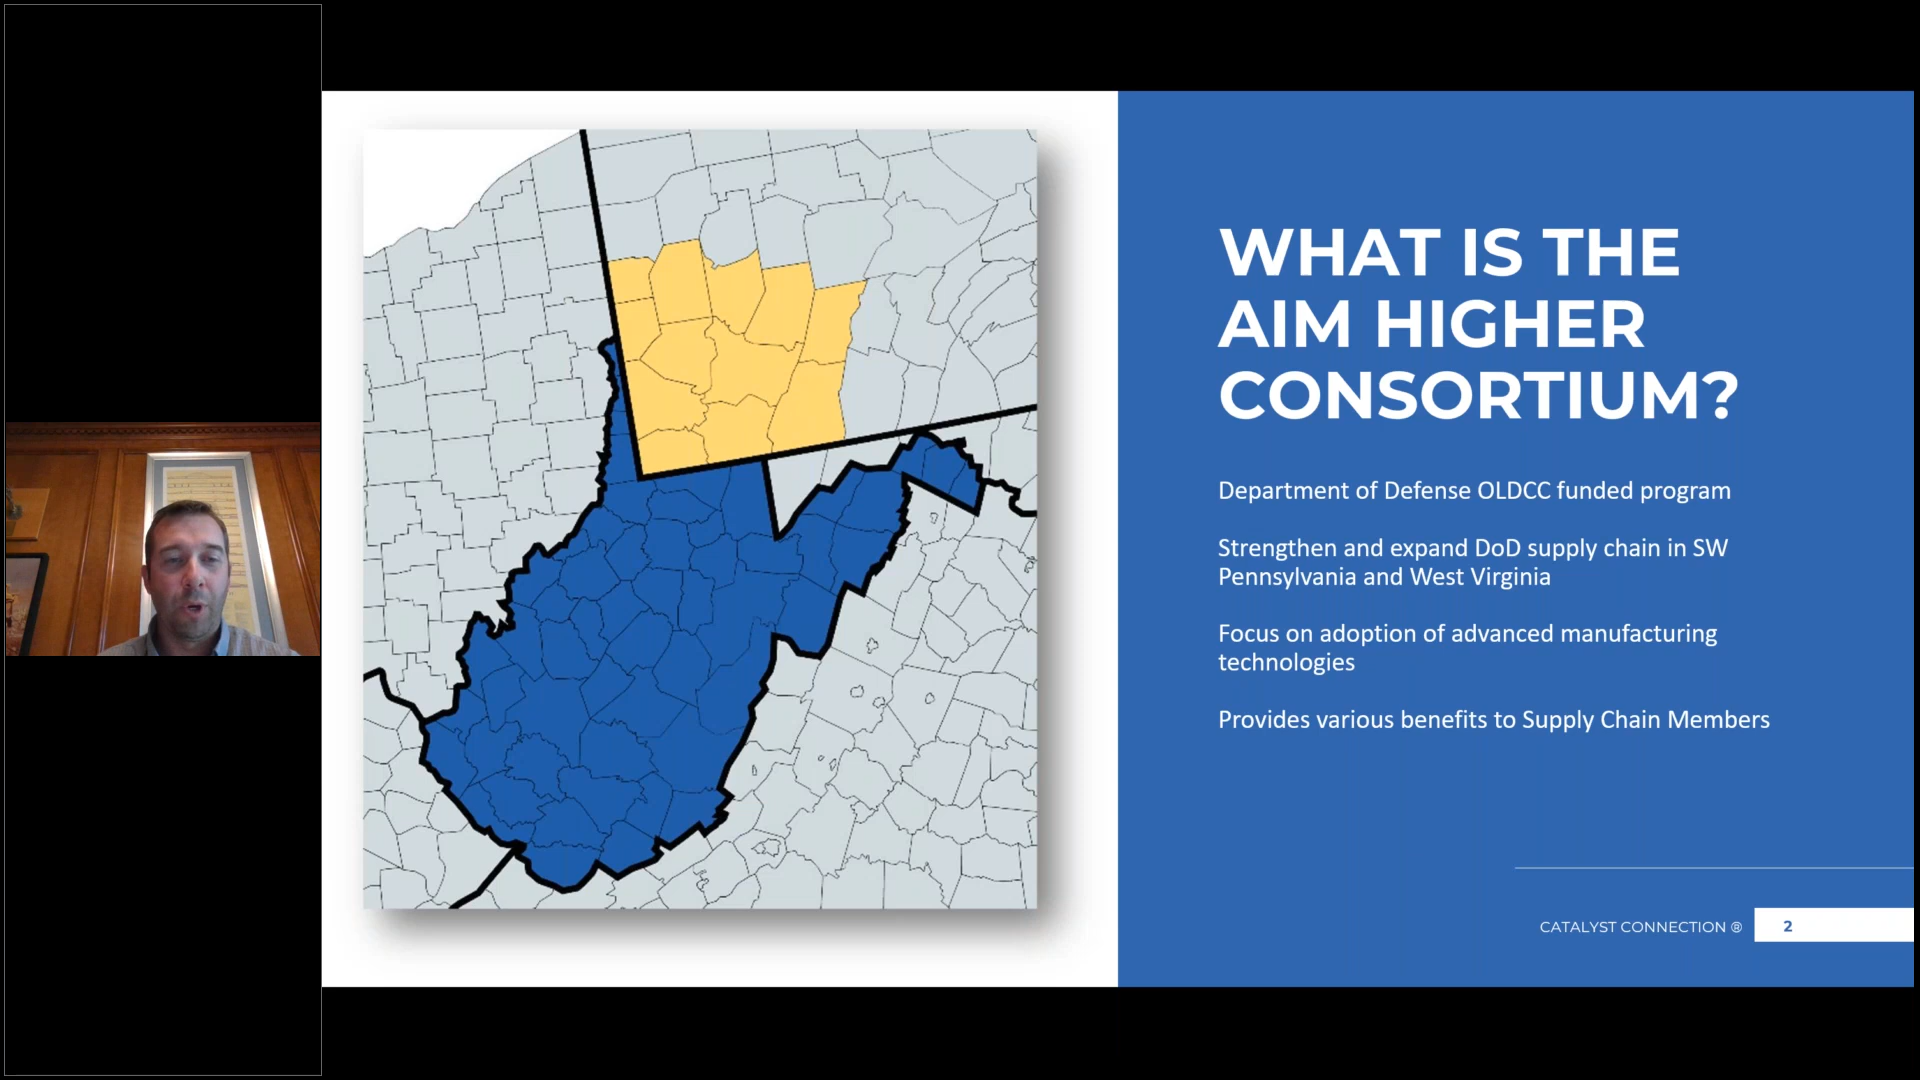 WHAT IS THE
AIM HIGHER
CONSORTIUM?
Department of Defense OLDCC funded program
Strengthen and expand DoD supply chain in SW
Pennsylvania and West Virginia
Focus on adoption of advanced manufacturing
technologies
Provides various benefits to Supply Chain Members
CATALYST CONNECTION ®
2